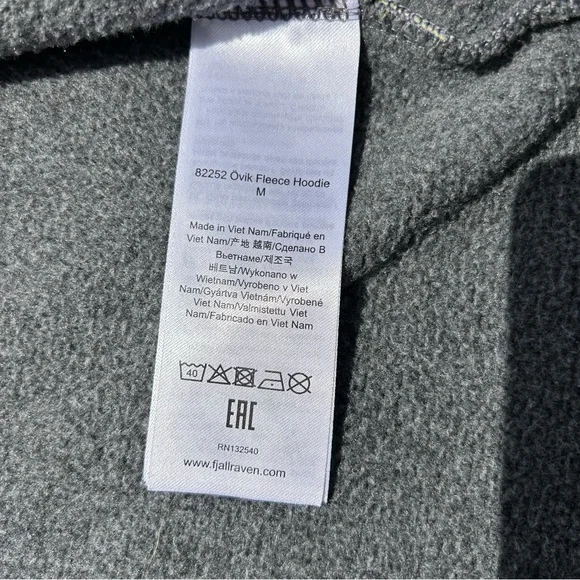 82252 Övik Fleece Hoodie
M
Made in Viet Nam/Fabriqué en
Viet Nam/产地 越南/Сделано В
Вьетнаме/제조국
베트남/Wykonano w
Wietnam/Vyrobeno v Viet
Nam/Gyártva Vietnám/Vyrobené
Viet Nam/Valmistettu Viet
Nam/Fabricado en Viet Nam
40
EAC
RN132540
www.fjallraven.com